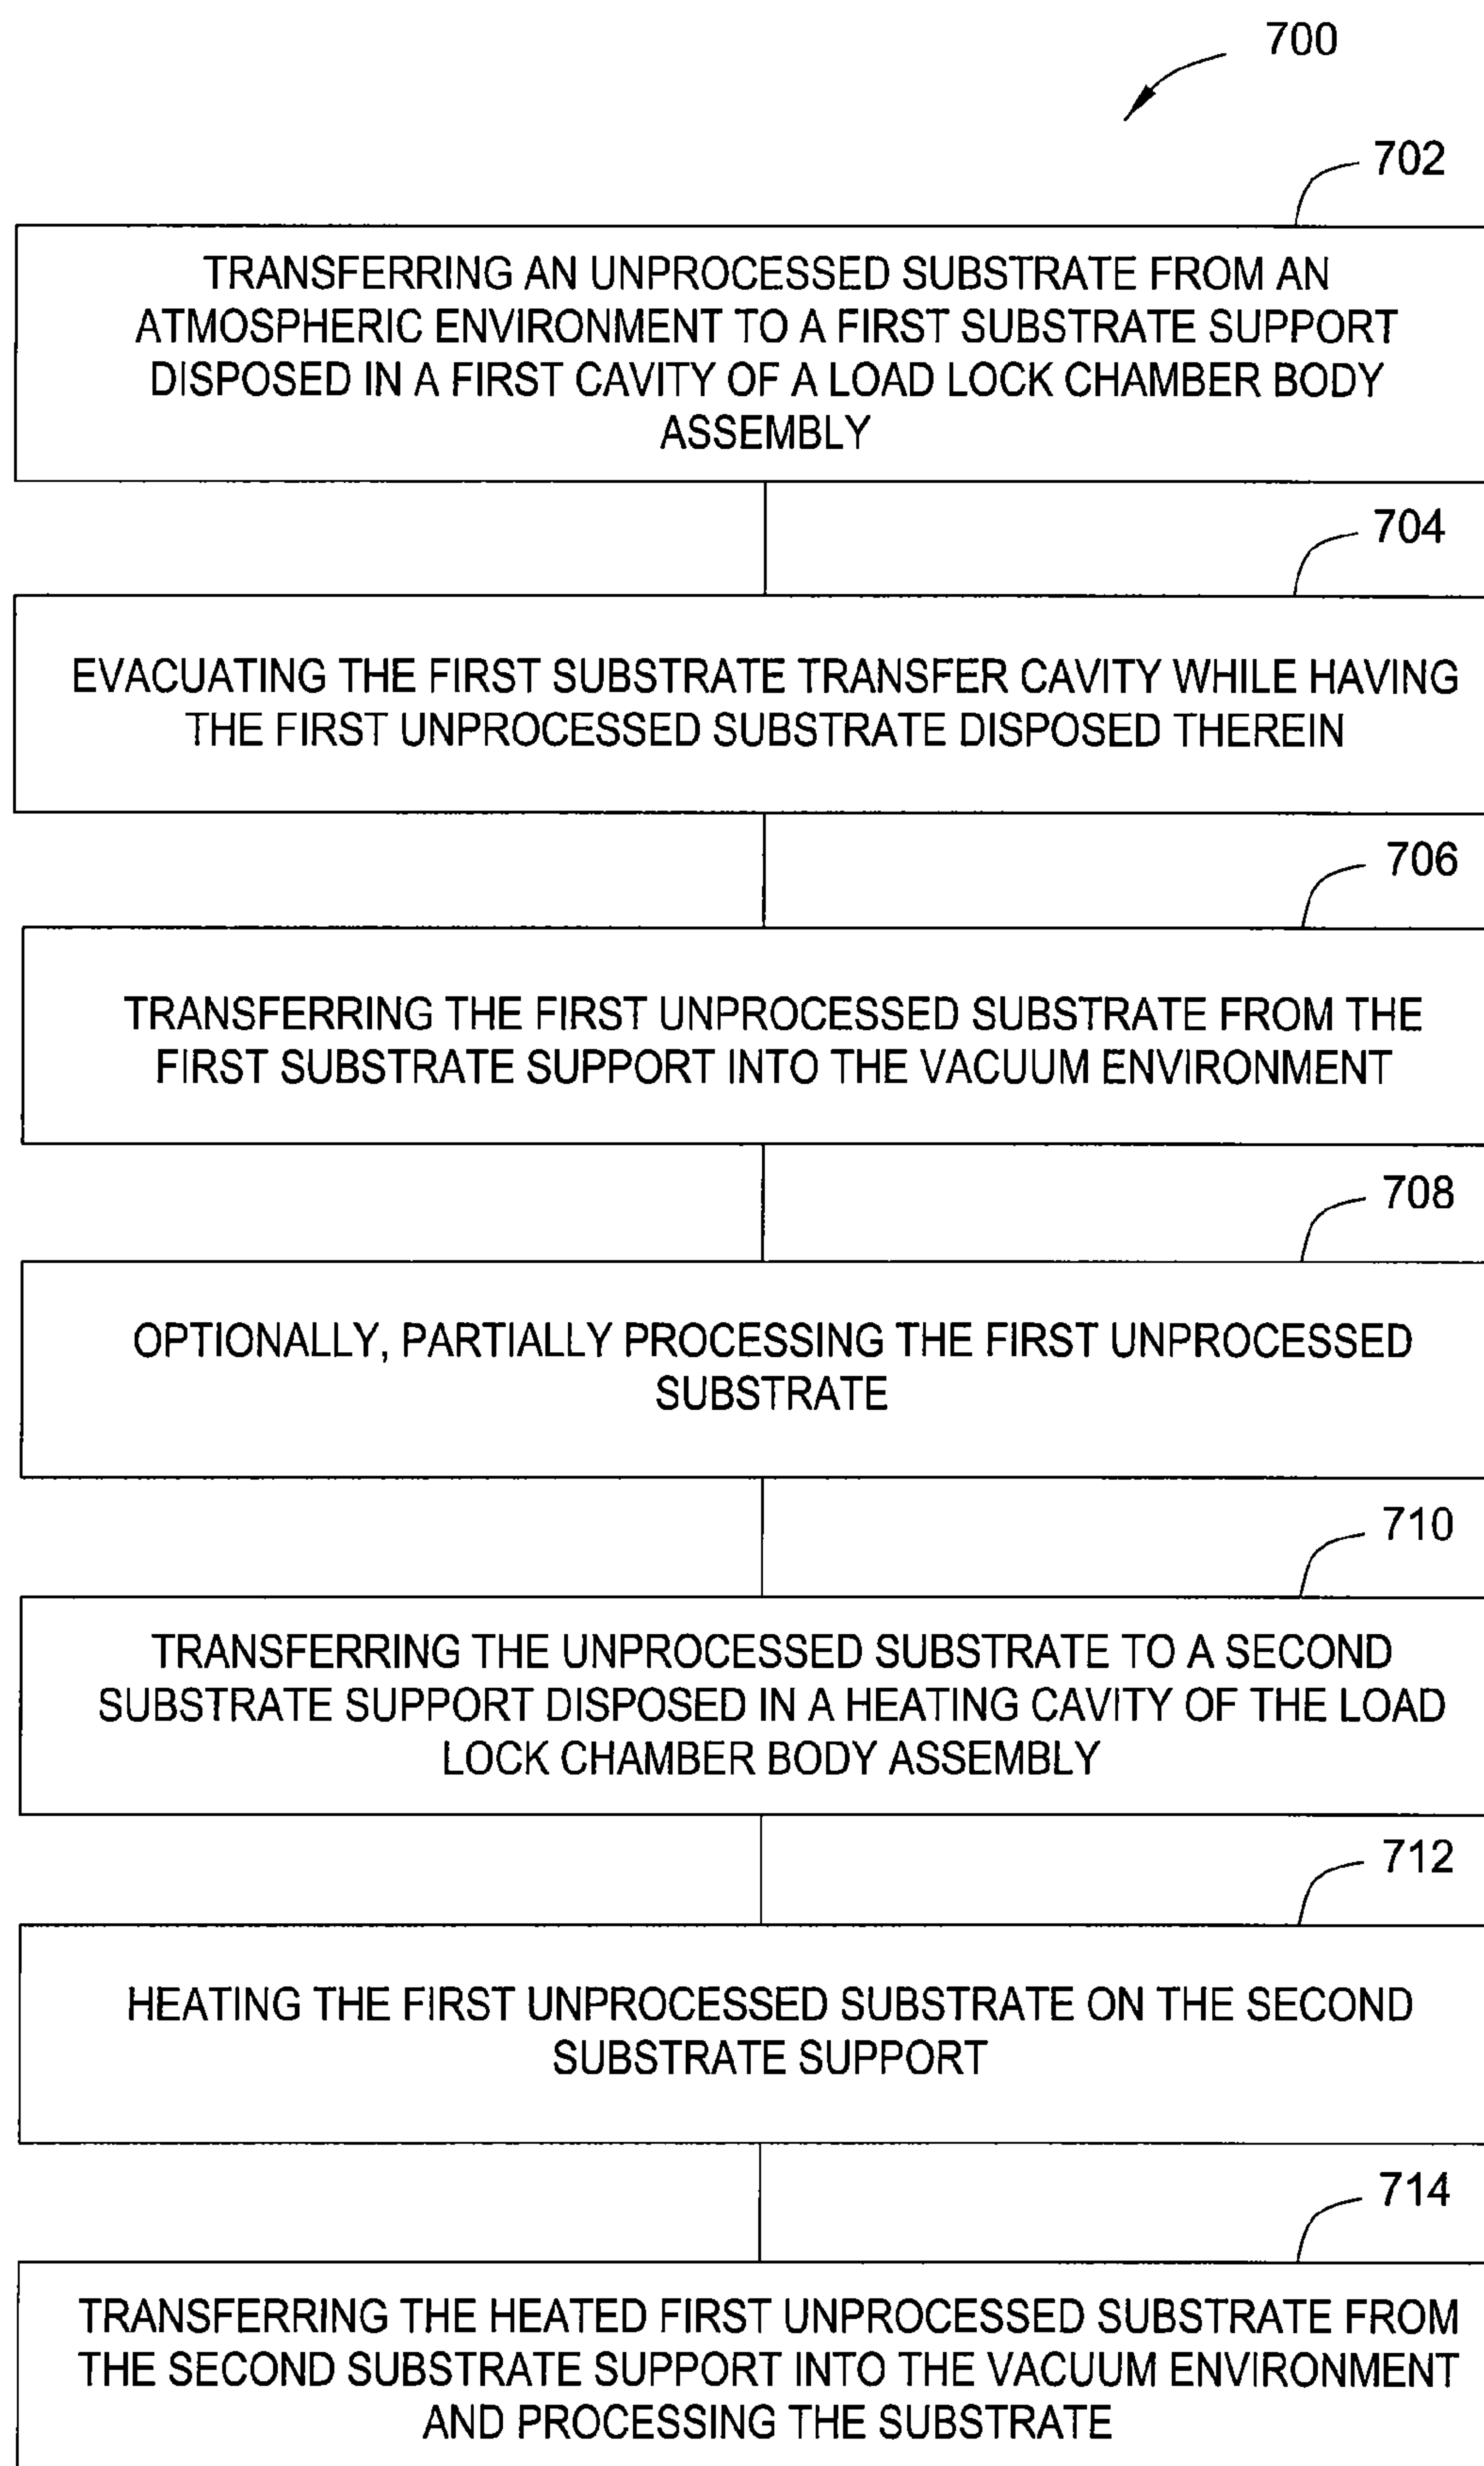 700
702
TRANSFERRING AN UNPROCESSED SUBSTRATE FROM AN
ATMOSPHERIC ENVIRONMENT TO A FIRST SUBSTRATE SUPPORT
DISPOSED IN A FIRST CAVITY OF A LOAD LOCK CHAMBER BODY
ASSEMBLY
704
EVACUATING THE FIRST SUBSTRATE TRANSFER CAVITY WHILE HAVING
THE FIRST UNPROCESSED SUBSTRATE DISPOSED THEREIN
706
TRANSFERRING THE FIRST UNPROCESSED SUBSTRATE FROM THE
FIRST SUBSTRATE SUPPORT INTO THE VACUUM ENVIRONMENT
708
OPTIONALLY, PARTIALLY PROCESSING THE FIRST UNPROCESSED
SUBSTRATE
710
TRANSFERRING THE UNPROCESSED SUBSTRATE TO A SECOND
SUBSTRATE SUPPORT DISPOSED IN A HEATING CAVITY OF THE LOAD
LOCK CHAMBER BODY ASSEMBLY
712
HEATING THE FIRST UNPROCESSED SUBSTRATE ON THE SECOND
SUBSTRATE SUPPORT
714
TRANSFERRING THE HEATED FIRST UNPROCESSED SUBSTRATE FROM
THE SECOND SUBSTRATE SUPPORT INTO THE VACUUM ENVIRONMENT
AND PROCESSING THE SUBSTRATE